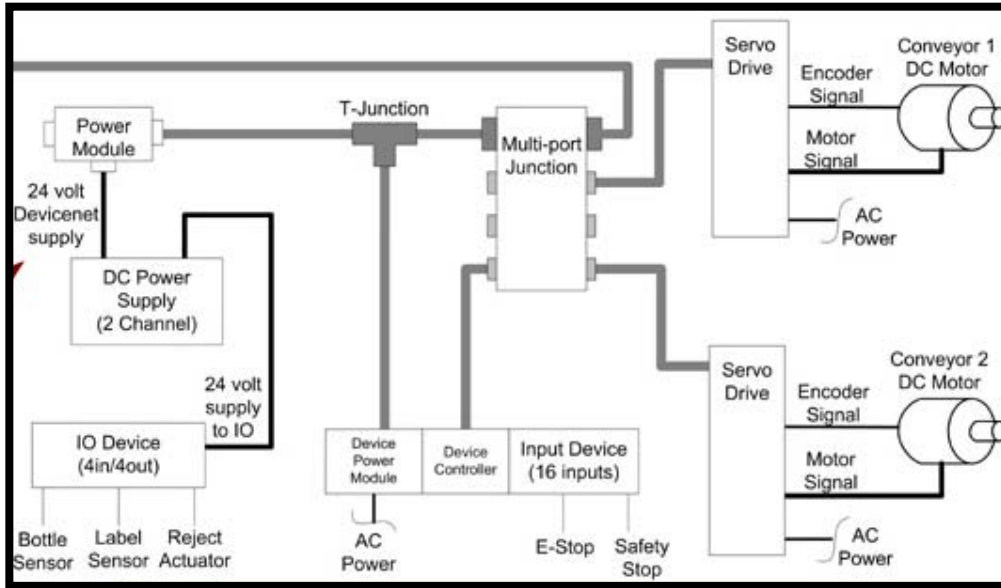 Servo
Drive
Conveyor 1
DC Motor
Encoder
Signal
Motor
Signal
AC
Power
T-Junction
Power
Module
Multi-port
Junction
24 volt
Devicenet
supply
DC Power
Supply
(2 Channel)
24 volt
supply
to IO
IO Device
(4in/4out)
Bottle
Sensor
Label
Sensor
Reject
Actuator
Device
Power
Module
Device
Controller
Input Device
(16 inputs)
AC
Power
E-Stop
Safety
Stop
Servo
Drive
Conveyor 2
DC Motor
Encoder
Signal
Motor
Signal
AC
Power